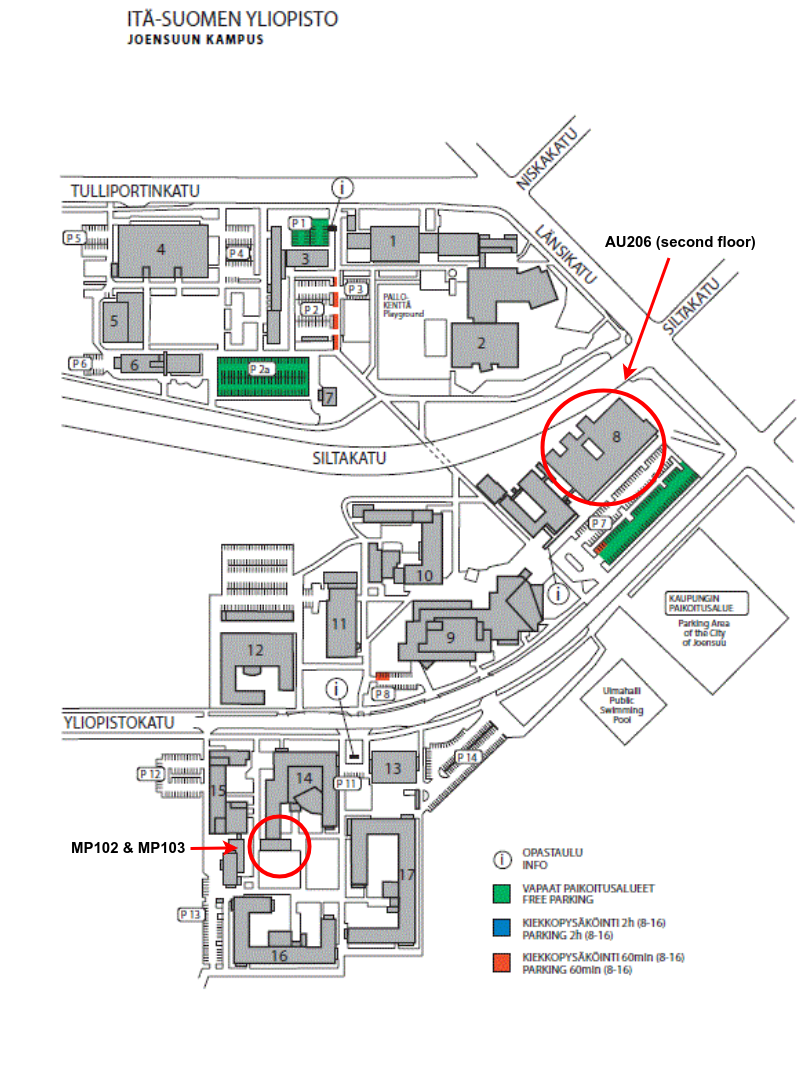 ITÄ-SUOMEN YLIOPISTO
JOENSUUN KAMPUS
NISKAKATU
TULLIPORTINKATU
i
P 1
P 5
4
P 4
3
1
LÄNSIKATU
AU206 (second floor)
SILTAKATU
P 3
PALLO-
KENTTÄ
Playground
P 2
5
2
P 6
6
P 2a
7
8
SILTAKATU
P 7
10
i
KAUPUNGIN
PAIKOITUSALUE
Parking Area
of the City
of Joensuu
11
9
12
Uimahalli
Public
Swimming
Pool
i
P 8
YLIOPISTOKATU
P 14
P 12
15
14
P 11
13
MP102 & MP103
17
P 13
16
i
OPASTAULU
INFO
VAPAAT PAIKOITUSALUEET
FREE PARKING
KIEKKOPYSÄKÖINTI 2h (8-16)
PARKING 2h (8-16)
KIEKKOPYSÄKÖINTI 60min (8-16)
PARKING 60min (8-16)